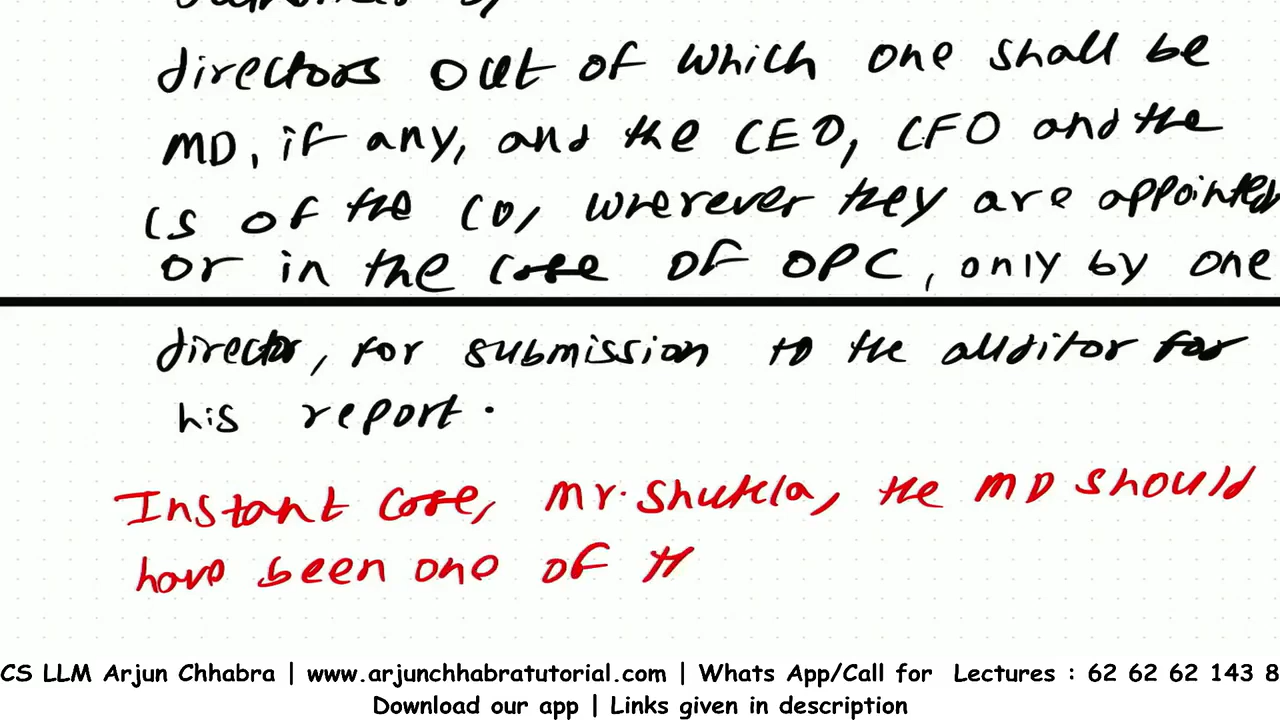 directors out of which one shall be
MD, if any, and the CEO, CFO and the
CS of the CO, wherever they are appointed
or in the case of OPC, only by one
director, for submission to the auditor for
his report.
Instant case, Mr. Shukla, the MD should
have been one of th
CS LLM Arjun Chhabra | www.arjunchhabratutorial.com | Whats App/Call for Lectures : 62 62 62 143 8
Download our app | Links given in description